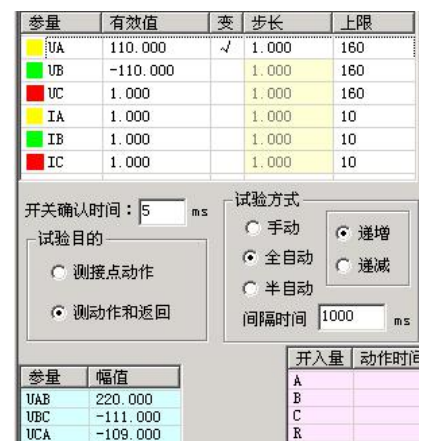 参量 有效值 变 步长 上限
UA 110.000 √ 1.000 160
UB -110.000 1.000 160
UC 1.000 1.000 160
IA 1.000 1.000 10
IB 1.000 1.000 10
IC 1.000 1.000 10
开关确认时间：5 ms
试验目的
测接点动作
测动作和返回
试验方式
手动
全自动
半自动
递增
递减
间隔时间 1000 ms
参量 幅值
UAB 220.000
UBC -111.000
UCA -109.000
开入量 动作时间
A
B
C
R